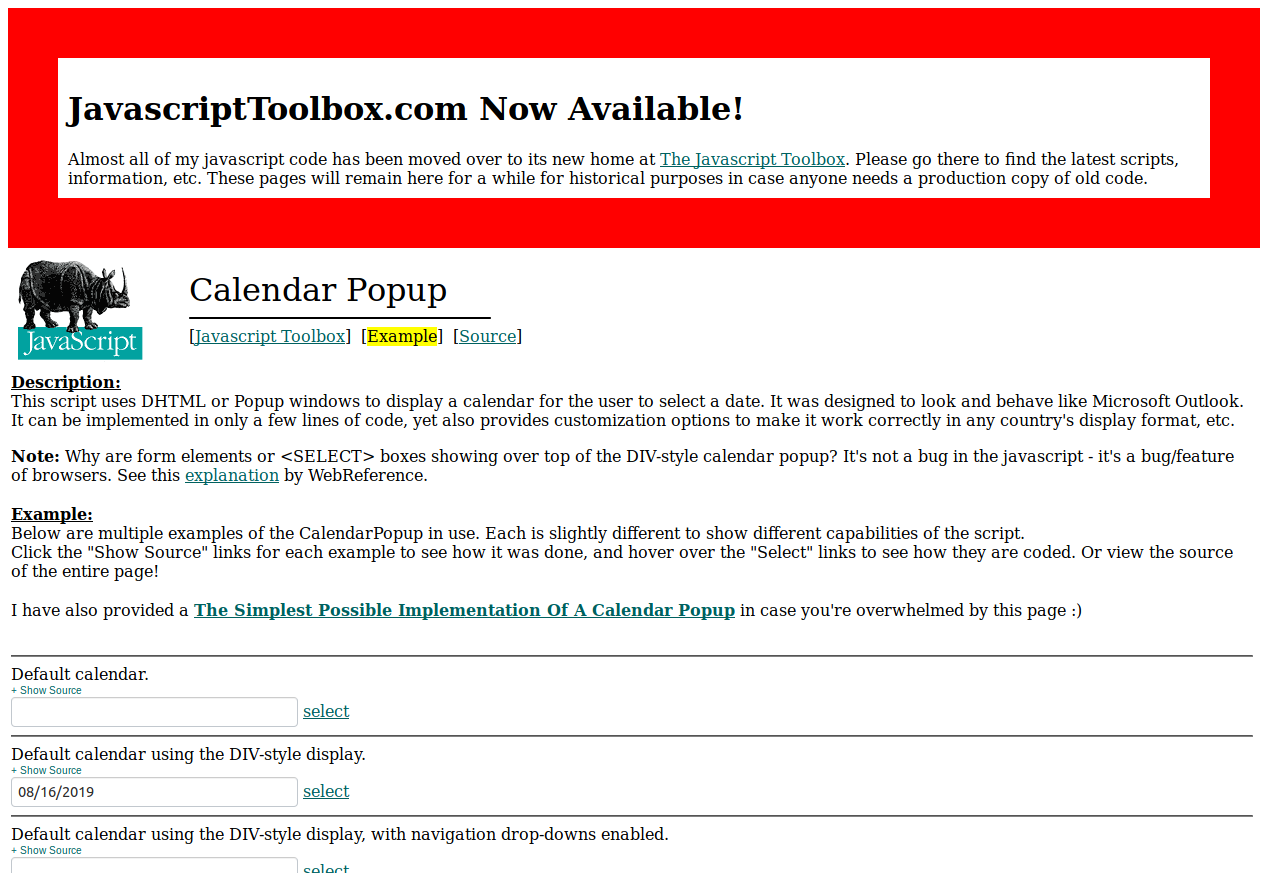 JavascriptToolbox.com Now Available!
Almost all of my javascript code has been moved over to its new home at The Javascript Toolbox. Please go there to find the latest scripts,
information, etc. These pages will remain here for a while for historical purposes in case anyone needs a production copy of old code.
JavaScript
Calendar Popup
[Javascript Toolbox] [Example] [Source]
Description:
This script uses DHTML or Popup windows to display a calendar for the user to select a date. It was designed to look and behave like Microsoft Outlook.
It can be implemented in only a few lines of code, yet also provides customization options to make it work correctly in any country's display format, etc.
Note: Why are form elements or <SELECT> boxes showing over top of the DIV-style calendar popup? It's not a bug in the javascript - it's a bug/feature
of browsers. See this explanation by WebReference.
Example:
Below are multiple examples of the CalendarPopup in use. Each is slightly different to show different capabilities of the script.
Click the "Show Source" links for each example to see how it was done, and hover over the "Select" links to see how they are coded. Or view the source
of the entire page!
I have also provided a The Simplest Possible Implementation Of A Calendar Popup in case you're overwhelmed by this page :)
Default calendar.
+ Show Source
select
Default calendar using the DIV-style display.
+ Show Source
08/16/2019 select
Default calendar using the DIV-style display, with navigation drop-downs enabled.
+ Show Source
select